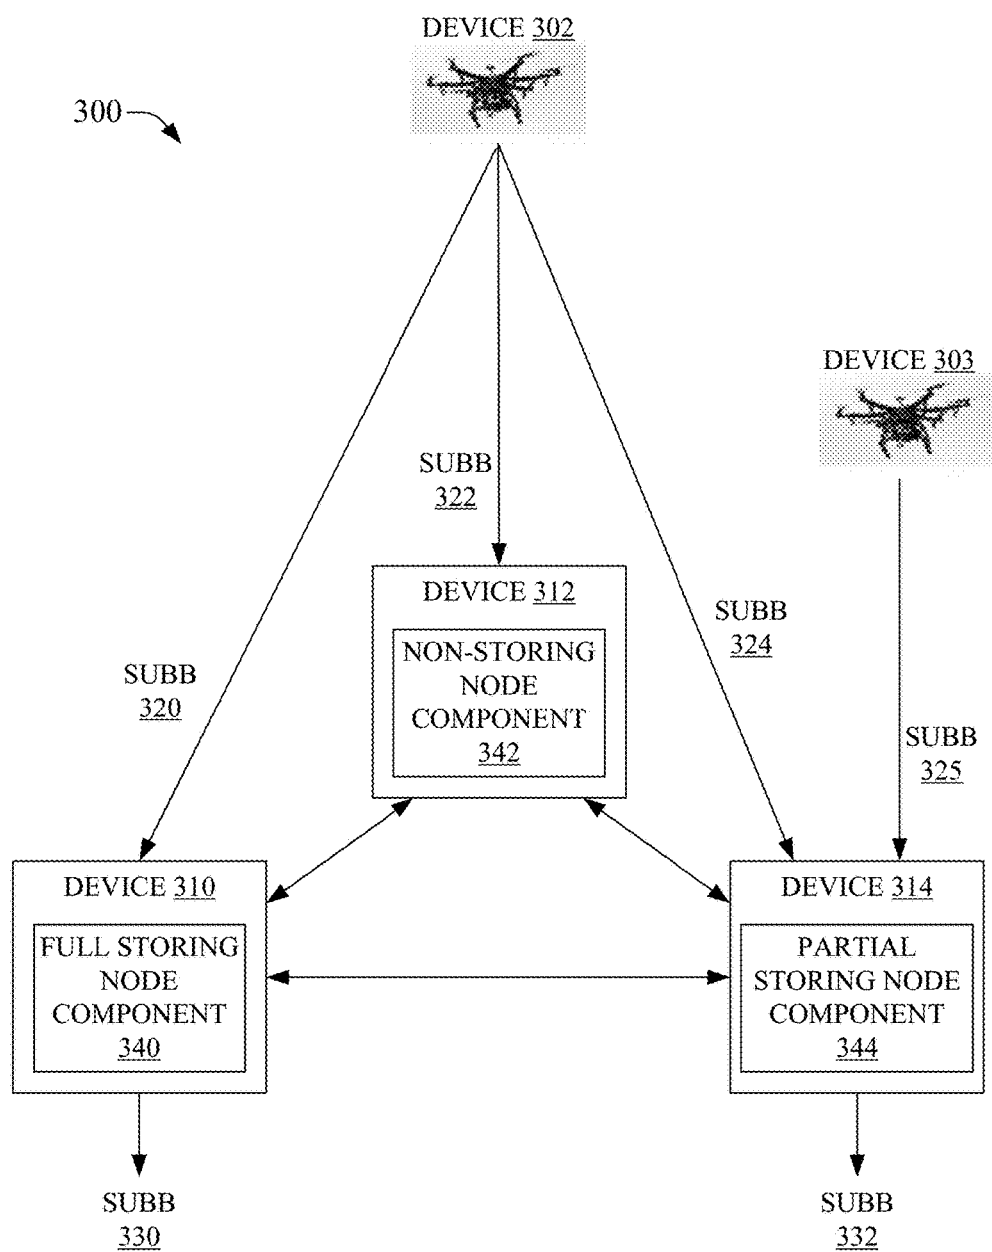 DEVICE 302
300
DEVICE 303
SUBB
322
DEVICE 312
NON-STORING
NODE
COMPONENT
342
SUBB
324
SUBB
320
SUBB
325
DEVICE 310
FULL STORING
NODE
COMPONENT
340
DEVICE 314
PARTIAL
STORING NODE
COMPONENT
344
SUBB
330
SUBB
332